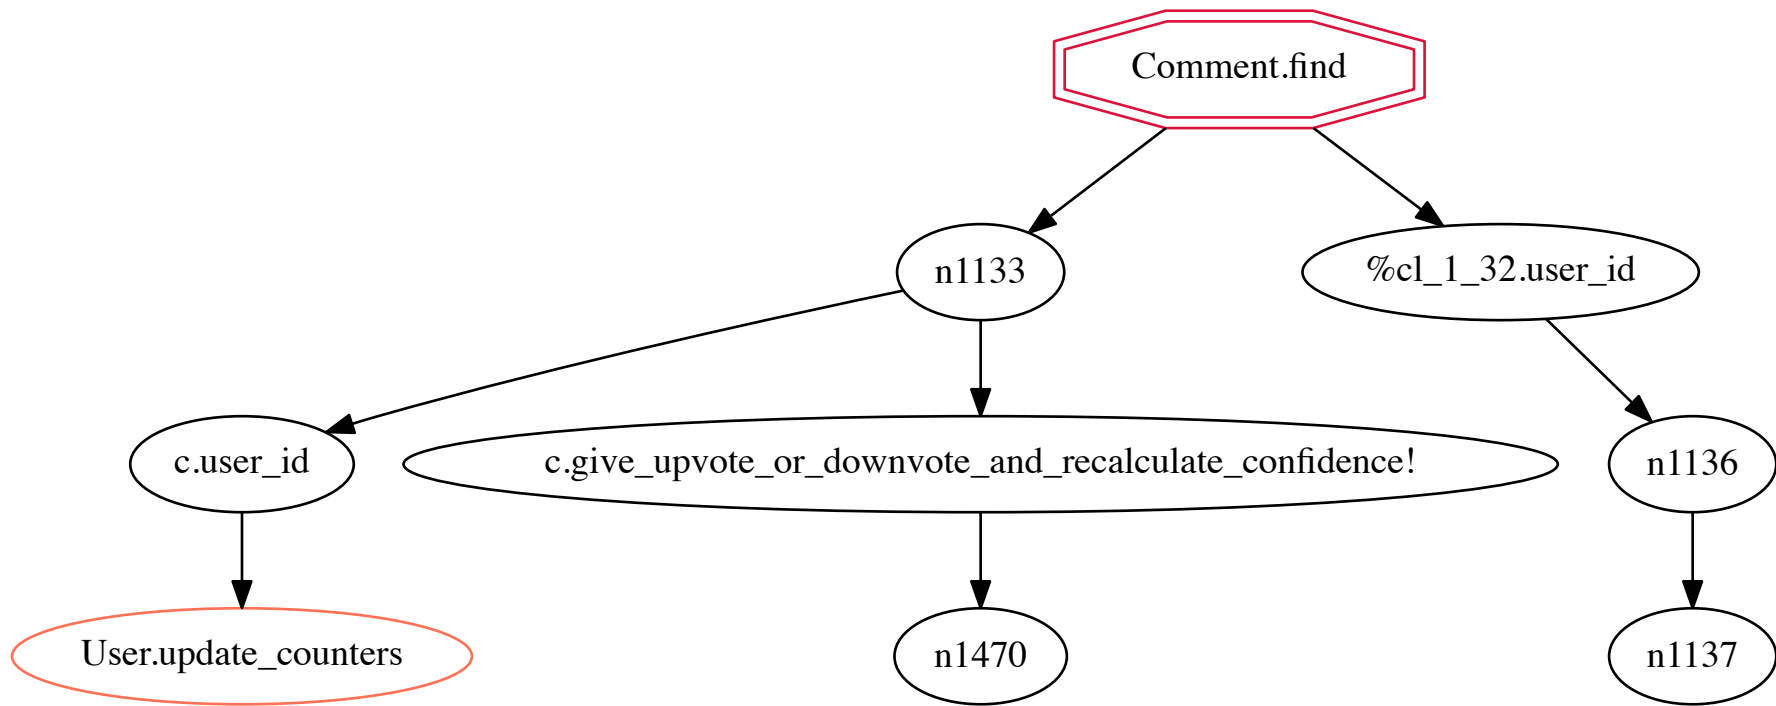 Comment.find
n1133
%cl_1_32.user_id
c.user_id
c.give_upvote_or_downvote_and_recalculate_confidence!
n1136
User.update_counters
n1470
n1137